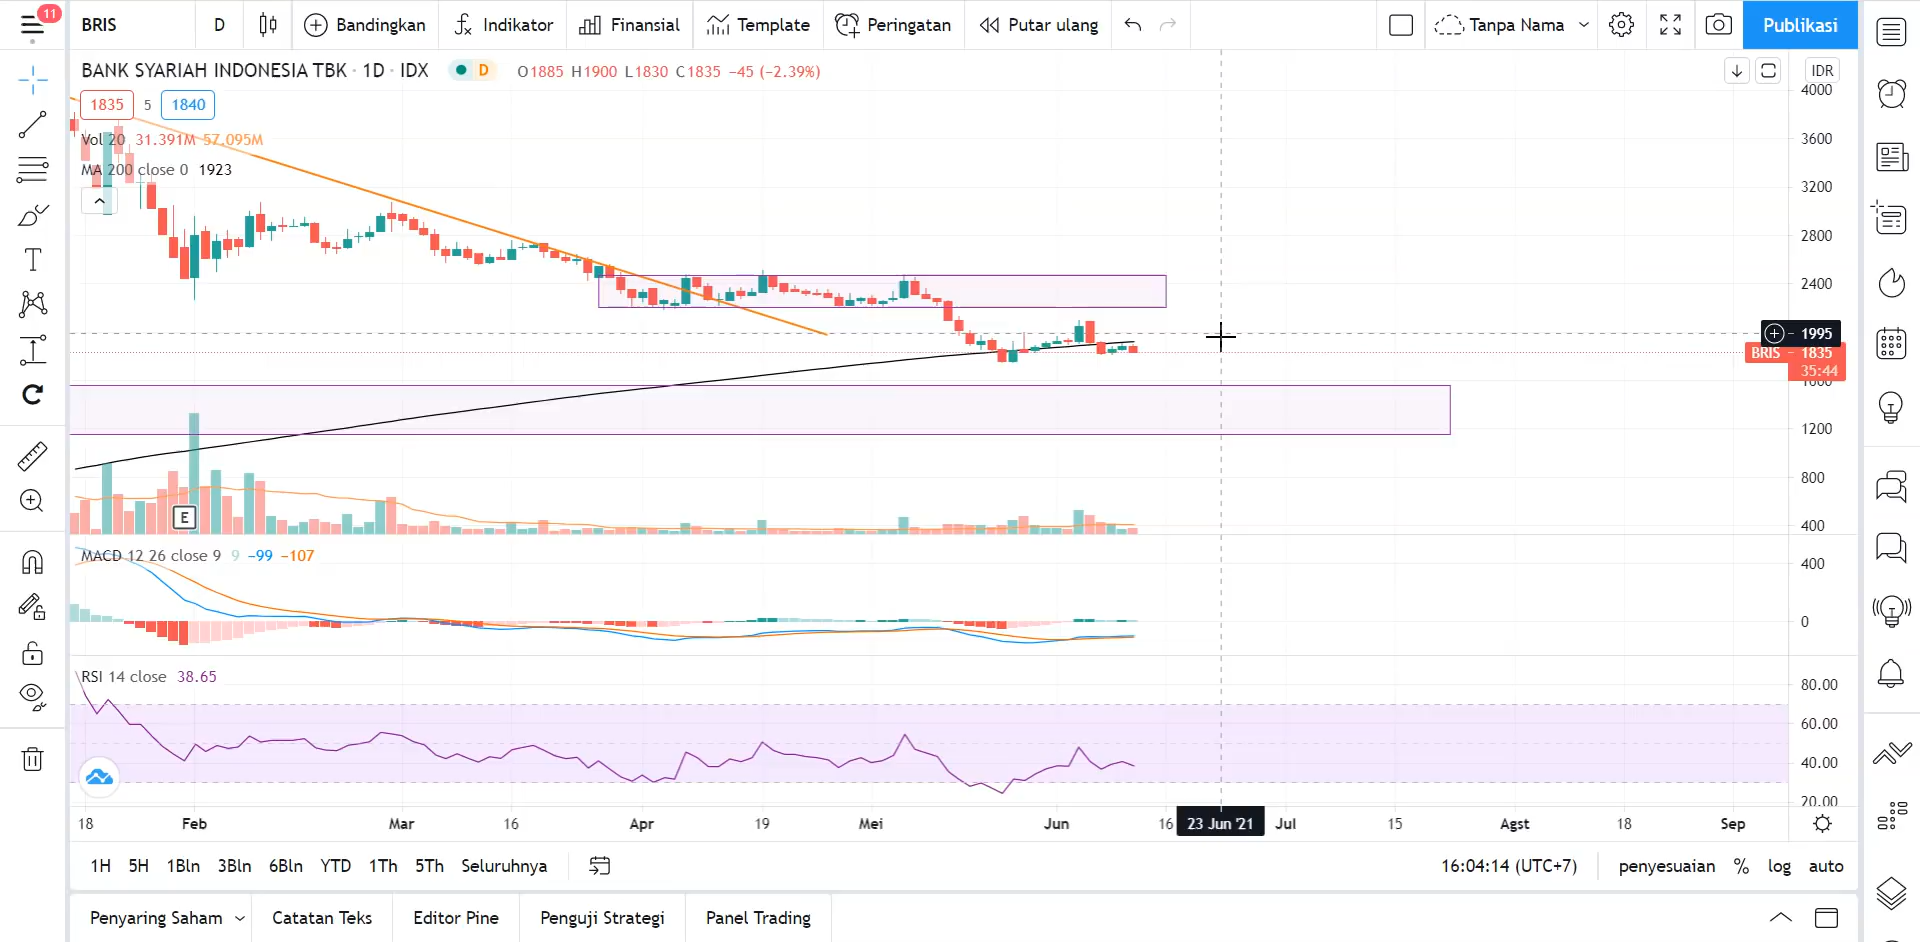 11
BRIS
D
Bandingkan
Indikator
Finansial
Template
Peringatan
Putar ulang
Tanpa Nama
Publikasi
BANK SYARIAH INDONESIA TBK · 1D · IDX
D
O1885 H1900 L1830 C1835 −45 (−2.39%)
IDR
1835 5 1840
Vol 20 31.391M 57.095M
MA 200 close 0 1923
4000
3600
3200
2800
2400
1995
BRIS 1835
35:44
1600
1200
800
400
E
MACD 12 26 close 9 9 −99 −107
400
0
RSI 14 close 38.65
80.00
60.00
40.00
20.00
18 Feb Mar 16 Apr 19 Mei Jun 16 23 Jun '21 Jul 15 Agst 18 Sep
1H 5H 1Bln 3Bln 6Bln YTD 1Th 5Th Seluruhnya
16:04:14 (UTC+7)
penyesuaian % log auto
Penyaring Saham
Catatan Teks
Editor Pine
Penguji Strategi
Panel Trading